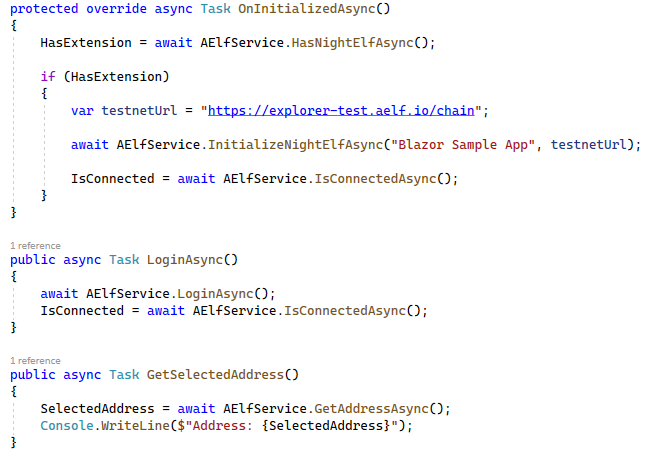 protected override async Task OnInitializedAsync()
{
HasExtension = await AElfService.HasNightElfAsync();
if (HasExtension)
{
var testnetUrl = "https://explorer-test.aelf.io/chain";
await AElfService.InitializeNightElfAsync("Blazor Sample App", testnetUrl);
IsConnected = await AElfService.IsConnectedAsync();
}
}
1 reference
public async Task LoginAsync()
{
await AElfService.LoginAsync();
IsConnected = await AElfService.IsConnectedAsync();
}
1 reference
public async Task GetSelectedAddress()
{
SelectedAddress = await AElfService.GetAddressAsync();
Console.WriteLine($"Address: {SelectedAddress}");
}